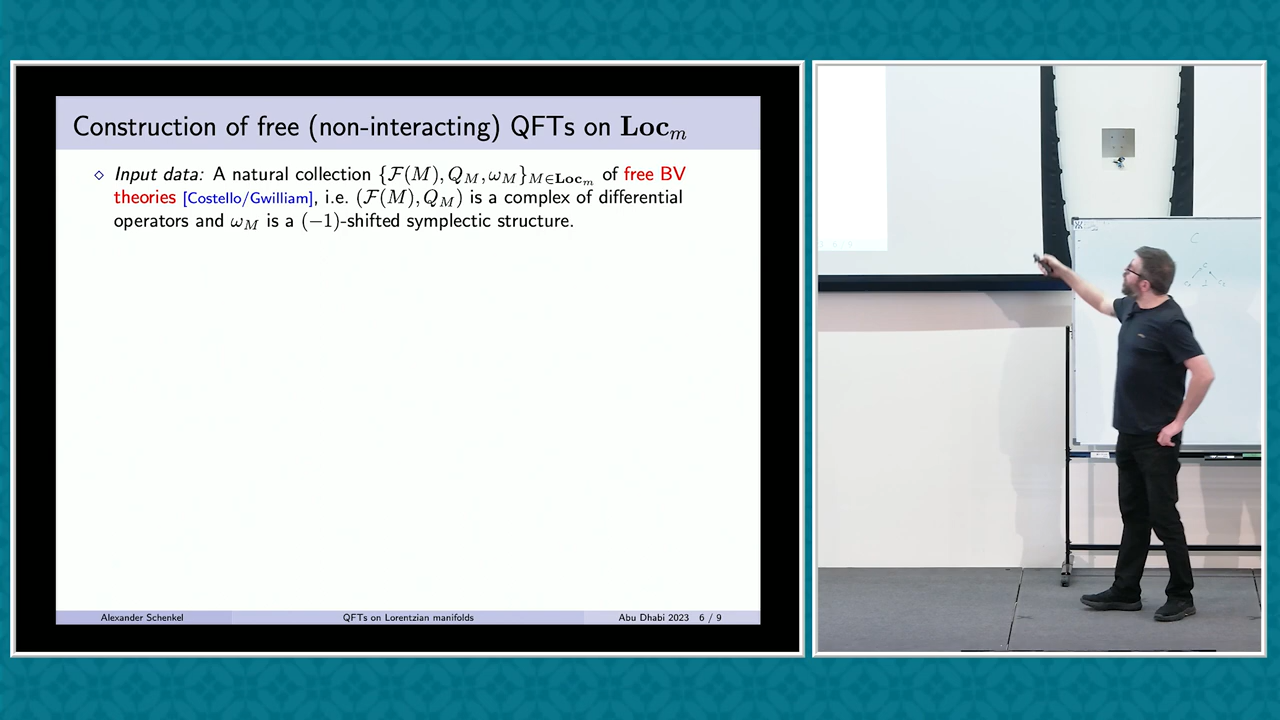 Construction of free (non-interacting) QFTs on Loc_m
⋄ Input data: A natural collection {F(M), Q_M, ω_M}_{M∈Loc_m} of free BV
theories [Costello/Gwilliam], i.e. (F(M), Q_M) is a complex of differential
operators and ω_M is a (−1)-shifted symplectic structure.
Alexander Schenkel
QFTs on Lorentzian manifolds
Abu Dhabi 2023 6 / 9